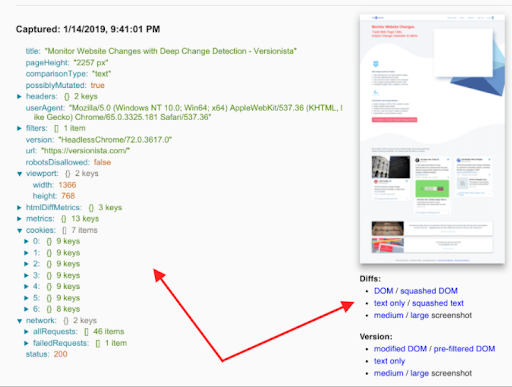 Captured: 1/14/2019, 9:41:01 PM
title: "Monitor Website Changes with Deep Change Detection - Versionista"
pageHeight: "2257 px"
comparisonType: "text"
possiblyMutated: true
headers: {} 2 keys
userAgent: "Mozilla/5.0 (Windows NT 10.0; Win64; x64) AppleWebKit/537.36 (KHTML, l
ike Gecko) Chrome/65.0.3325.181 Safari/537.36"
filters: [] 1 item
version: "HeadlessChrome/72.0.3617.0"
url: "https://versionista.com/"
robotsDisallowed: false
viewport: {} 2 keys
width: 1366
height: 768
htmlDiffMetrics: {} 3 keys
metrics: {} 13 keys
cookies: [] 7 items
0: {} 9 keys
1: {} 9 keys
2: {} 9 keys
3: {} 9 keys
4: {} 9 keys
5: {} 9 keys
6: {} 8 keys
network: {} 2 keys
allRequests: [] 46 items
failedRequests: [] 1 item
status: 200
Monitor Website Changes.
Diffs:
DOM / squashed DOM
text only / squashed text
medium / large screenshot
Version:
modified DOM / pre-filtered DOM
text only
medium / large screenshot